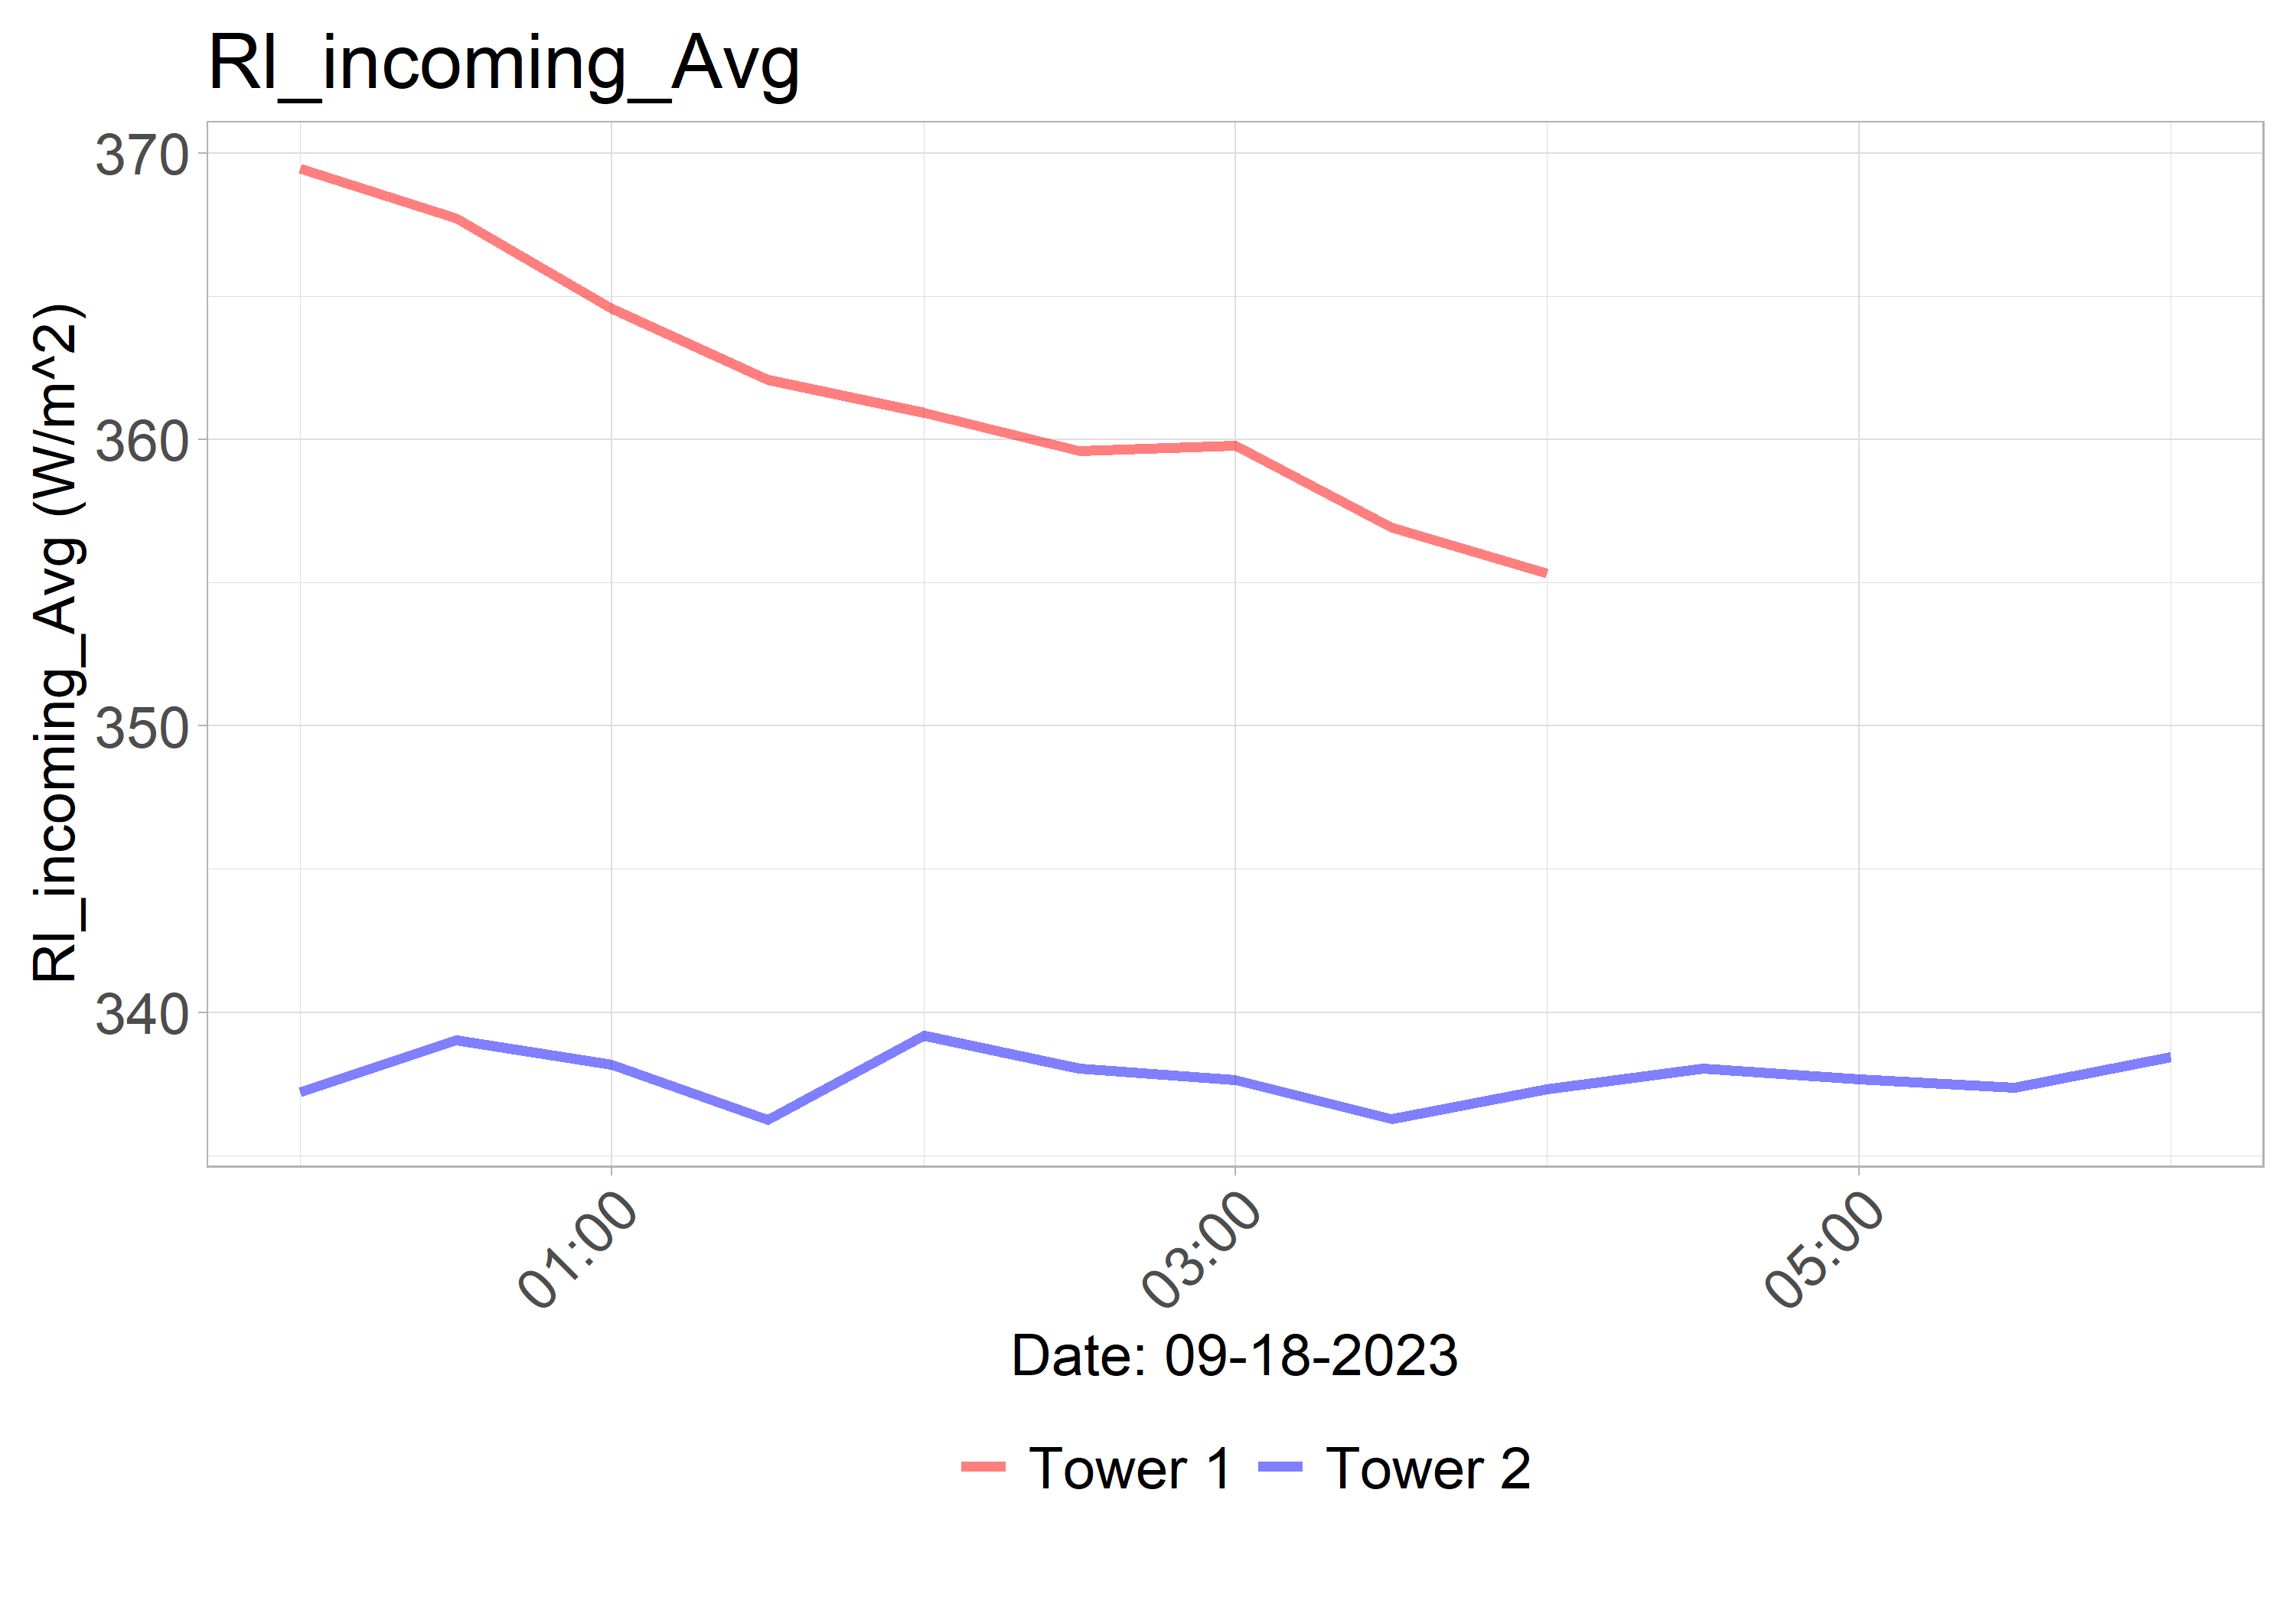 Rl_incoming_Avg
Rl_incoming_Avg (W/m^2)
370
360
350
340
01:00
03:00
05:00
Date: 09-18-2023
Tower 1
Tower 2